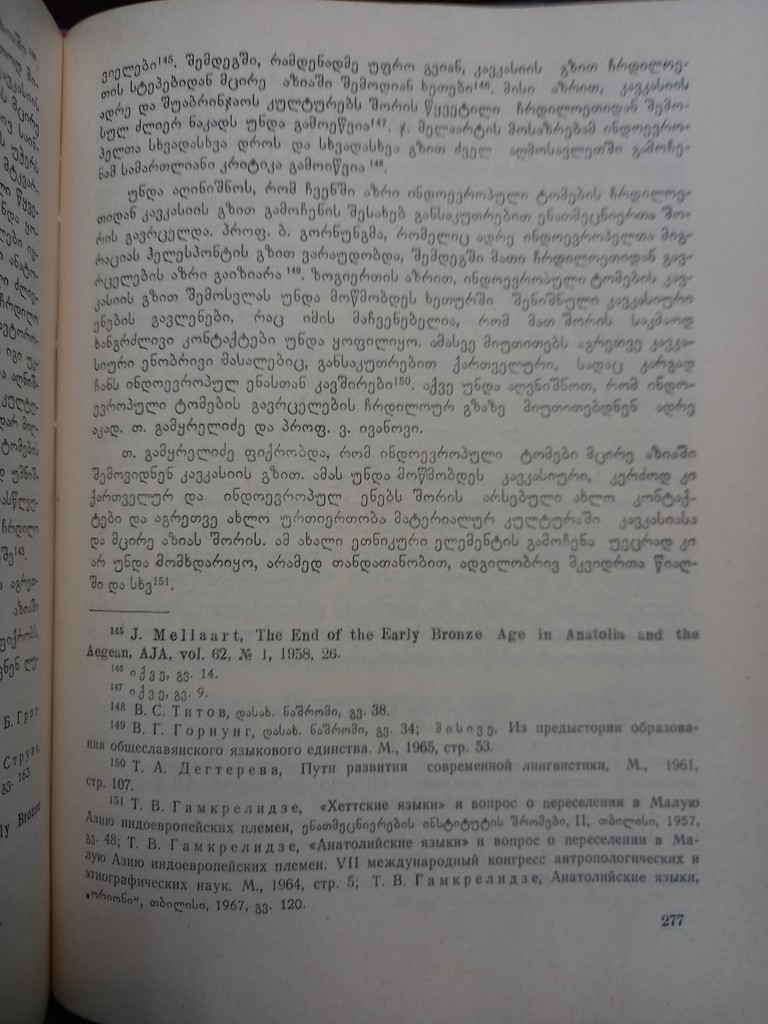 ვიელები¹⁴⁵. შემდეგში, რამდენადმე უფრო გვიან, კავკასიის გზით ჩრდილოე-
თის სტეპებიდან მცირე აზიაში შემოდიან ხეთები¹⁴⁶. მისი აზრით, კავკასიის
ადრე და შუაბრინჯაოს კულტურებს შორის წყვეტილი ჩრდილოეთიდან შემო-
სულ ძლიერ ნაკადს უნდა გამოეწვია¹⁴⁷. ჯ. მელაარტის მოსაზრებამ ინდოევრო-
პელთა სხვადასხვა დროს და სხვადასხვა გზით ძველ აღმოსავლეთში გამოჩე-
ნამ სამართლიანი კრიტიკა გამოიწვია ¹⁴⁸.
უნდა აღინიშნოს, რომ ჩვენში აზრი ინდოევროპული ტომების ჩრდილოე-
თიდან კავკასიის გზით გამოჩენის შესახებ განსაკუთრებით ენათმეცნიერთა შო-
რის გავრცელდა. პროფ. ბ. გორნუნგმა, რომელიც ადრე ინდოევროპელთა მიგ-
რაციას ჰელესპონტის გზით ვარაუდობდა, შემდეგში მათი ჩრდილოეთიდან გავ-
რცელების აზრი გაიზიარა ¹⁴⁹. ზოგიერთის აზრით, ინდოევროპული ტომების კავ-
კასიის გზით შემოსვლას უნდა მოწმობდეს ხეთურში შენიშნული კავკასიური
ენების გავლენები, რაც იმის მაჩვენებელია, რომ მათ შორის საკმაოდ
ხანგრძლივი კონტაქტები უნდა ყოფილიყო. ამასვე მიუთითებს აგრეთვე კავკა-
სიური ენობრივი მასალებიც, განსაკუთრებით ქართველური, სადაც კარგად
ჩანს ინდოევროპულ ენასთან კავშირები¹⁵⁰. აქვე უნდა აღვნიშნოთ, რომ ინდო-
ევროპული ტომების გავრცელების ჩრდილოურ გზაზე მიუთითებდნენ ადრე
აკად. თ. გამყრელიძე და პროფ. ვ. ივანოვი.
თ. გამყრელიძე ფიქრობდა, რომ ინდოევროპული ტომები მცირე აზიაში
შემოვიდნენ კავკასიის გზით. ამას უნდა მოწმობდეს კავკასიური, კერძოდ კი
ქართველურ და ინდოევროპულ ენებს შორის არსებული ახლო კონტაქ-
ტები და აგრეთვე ახლო ურთიერთობა მატერიალურ კულტურაში კავკასიასა
და მცირე აზიას შორის. ამ ახალი ეთნიკური ელემენტის გამოჩენა უეცრად კი
არ უნდა მომხდარიყო, არამედ თანდათანობით, ადგილობრივ მკვიდრთა წიაღ-
ში და სხვ¹⁵¹.
¹⁴⁵ J. Mellaart, The End of the Early Bronze Age in Anatolia and the
Aegean, AJA, vol. 62, № 1, 1958, 26.
¹⁴⁶ იქვე, გვ. 14.
¹⁴⁷ იქვე, გვ. 9.
¹⁴⁸ В. С. Титов, დასახ. ნაშრომი, გვ. 38.
¹⁴⁹ Б. Г. Горнунг, დასახ. ნაშრომი, გვ. 34; მისივე, Из предыстории образова-
ния общеславянского языкового единства. М., 1965, стр. 53.
¹⁵⁰ Т. А. Дегтерева, Пути развития современной лингвистики, М., 1961,
стр. 107.
¹⁵¹ Т. В. Гамкрелидзе, «Хеттские языки» и вопрос о переселении в Малую
Азию индоевропейских племен, ენათმეცნიერების ინსტიტუტის შრომები, II, თბილისი, 1957,
გვ. 48; Т. В. Гамкрелидзе, «Анатолийские языки» и вопрос о переселении в Ма-
лую Азию индоевропейских племен. VII международный конгресс антропологических и
этнографических наук. М., 1964, стр. 5; Т. В. Гамкрелидзе, Анатолийские языки,
„ორიონი“, თბილისი, 1967, გვ. 120.
277